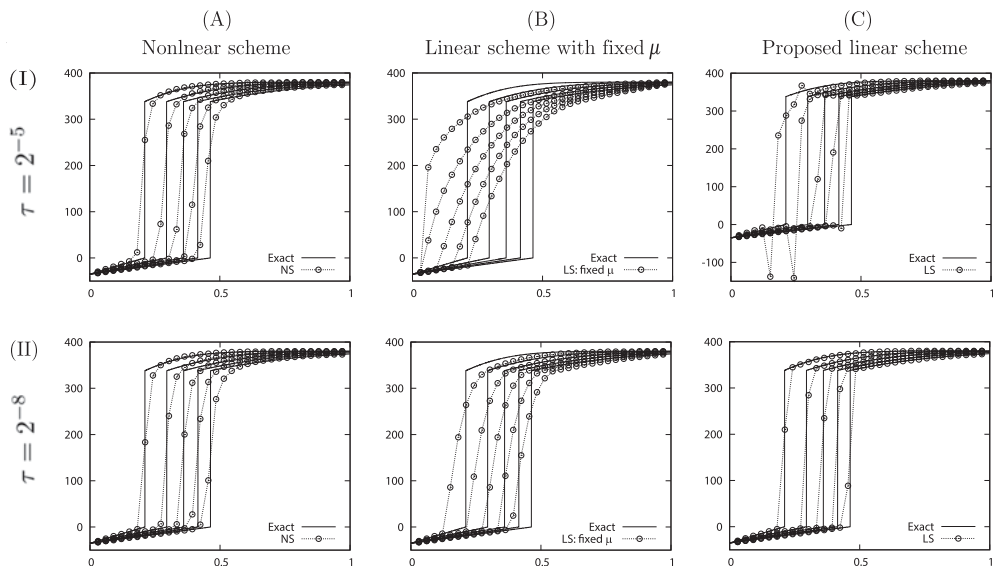 (A) (B) (C)
Nonlnear scheme Linear scheme with fixed μ Proposed linear scheme
(I)
τ = 2⁻⁵
400
300
200
100
0
Exact
NS
0 0.5 1
400
300
200
100
0
Exact
LS: fixed μ
0 0.5 1
400
300
200
100
0
-100
Exact
LS
0 0.5 1
(II)
τ = 2⁻⁸
400
300
200
100
0
Exact
NS
0 0.5 1
400
300
200
100
0
Exact
LS: fixed μ
0 0.5 1
400
300
200
100
0
Exact
LS
0 0.5 1